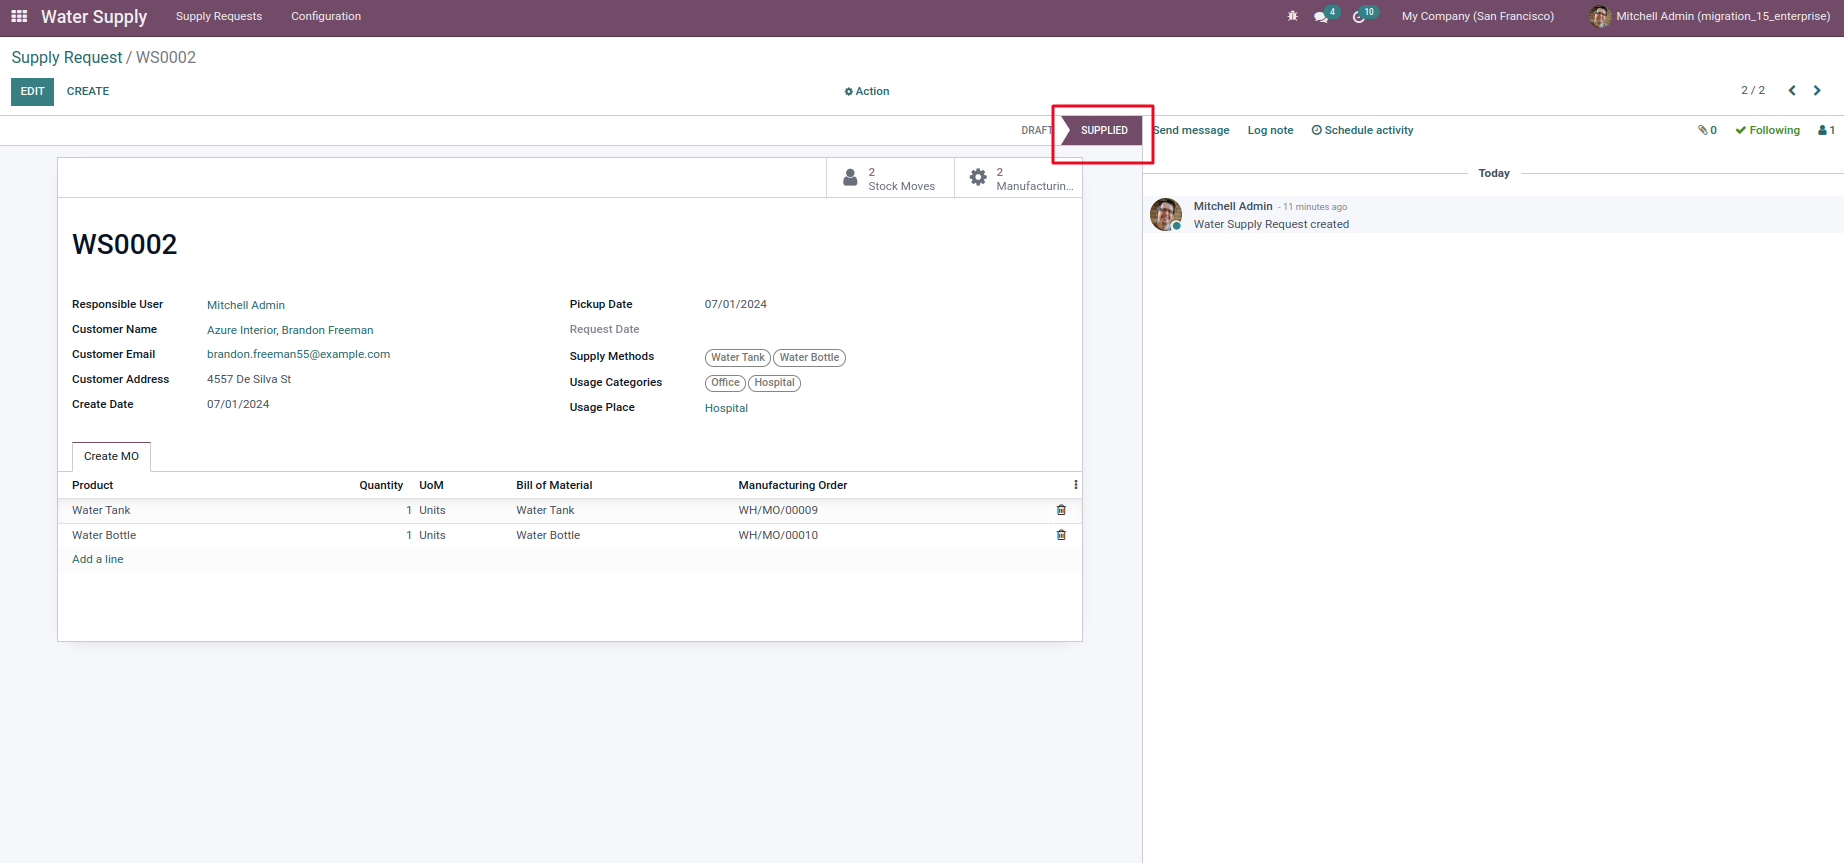 Water Supply Supply Requests Configuration 4 10 My Company (San Francisco) Mitchell Admin (migration_15_enterprise)
Supply Request / WS0002
EDIT CREATE Action 2 / 2
DRAFT SUPPLIED Send message Log note Schedule activity 0 Following 1
2 Stock Moves
2 Manufacturin...
Today
Mitchell Admin - 11 minutes ago
Water Supply Request created
WS0002
Responsible User Mitchell Admin
Customer Name Azure Interior, Brandon Freeman
Customer Email brandon.freeman55@example.com
Customer Address 4557 De Silva St
Create Date 07/01/2024
Pickup Date 07/01/2024
Request Date
Supply Methods Water Tank Water Bottle
Usage Categories Office Hospital
Usage Place Hospital
Create MO
Product Quantity UoM Bill of Material Manufacturing Order
Water Tank 1 Units Water Tank WH/MO/00009
Water Bottle 1 Units Water Bottle WH/MO/00010
Add a line